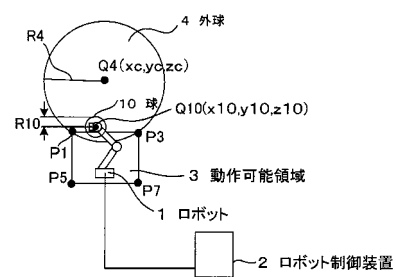 R4
4 外球
Q4(xc,yc,zc)
10 球
Q10(x10,y10,z10)
R10
P1
P3
P5
P7
3 動作可能領域
1 ロボット
2 ロボット制御装置